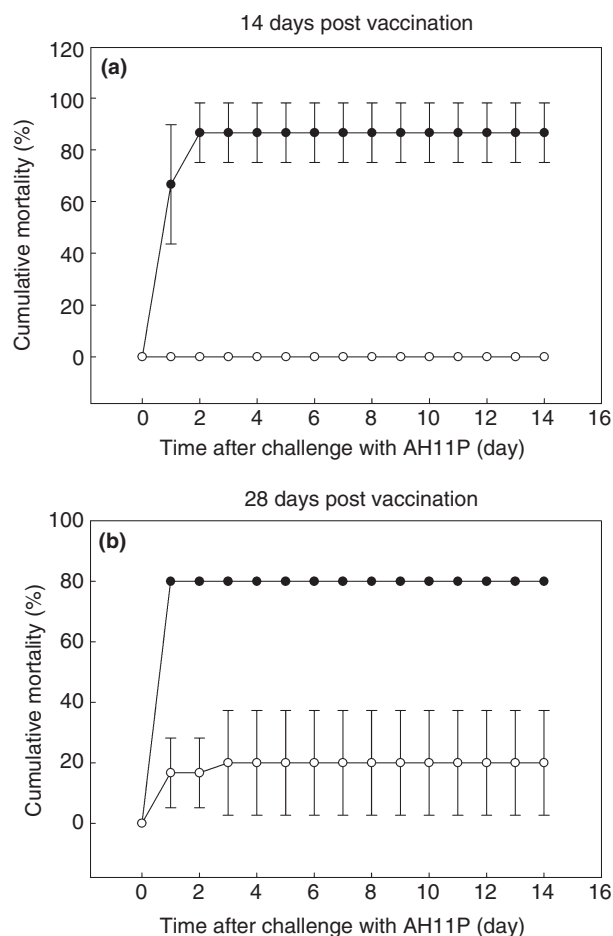 14 days post vaccination
(a)
120
100
80
60
40
20
0
Cumulative mortality (%)
0 2 4 6 8 10 12 14 16
Time after challenge with AH11P (day)
28 days post vaccination
(b)
100
80
60
40
20
0
Cumulative mortality (%)
0 2 4 6 8 10 12 14 16
Time after challenge with AH11P (day)